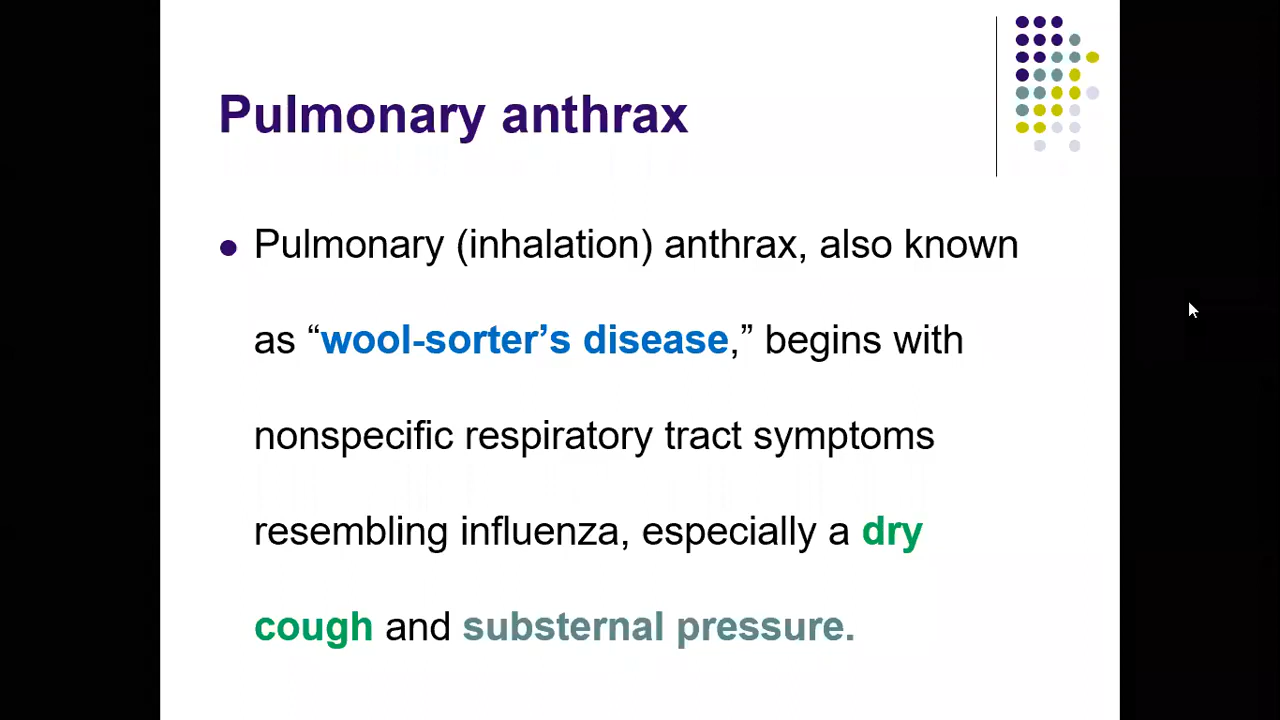 Pulmonary anthrax
● Pulmonary (inhalation) anthrax, also known
as “wool-sorter’s disease,” begins with
nonspecific respiratory tract symptoms
resembling influenza, especially a dry
cough and substernal pressure.